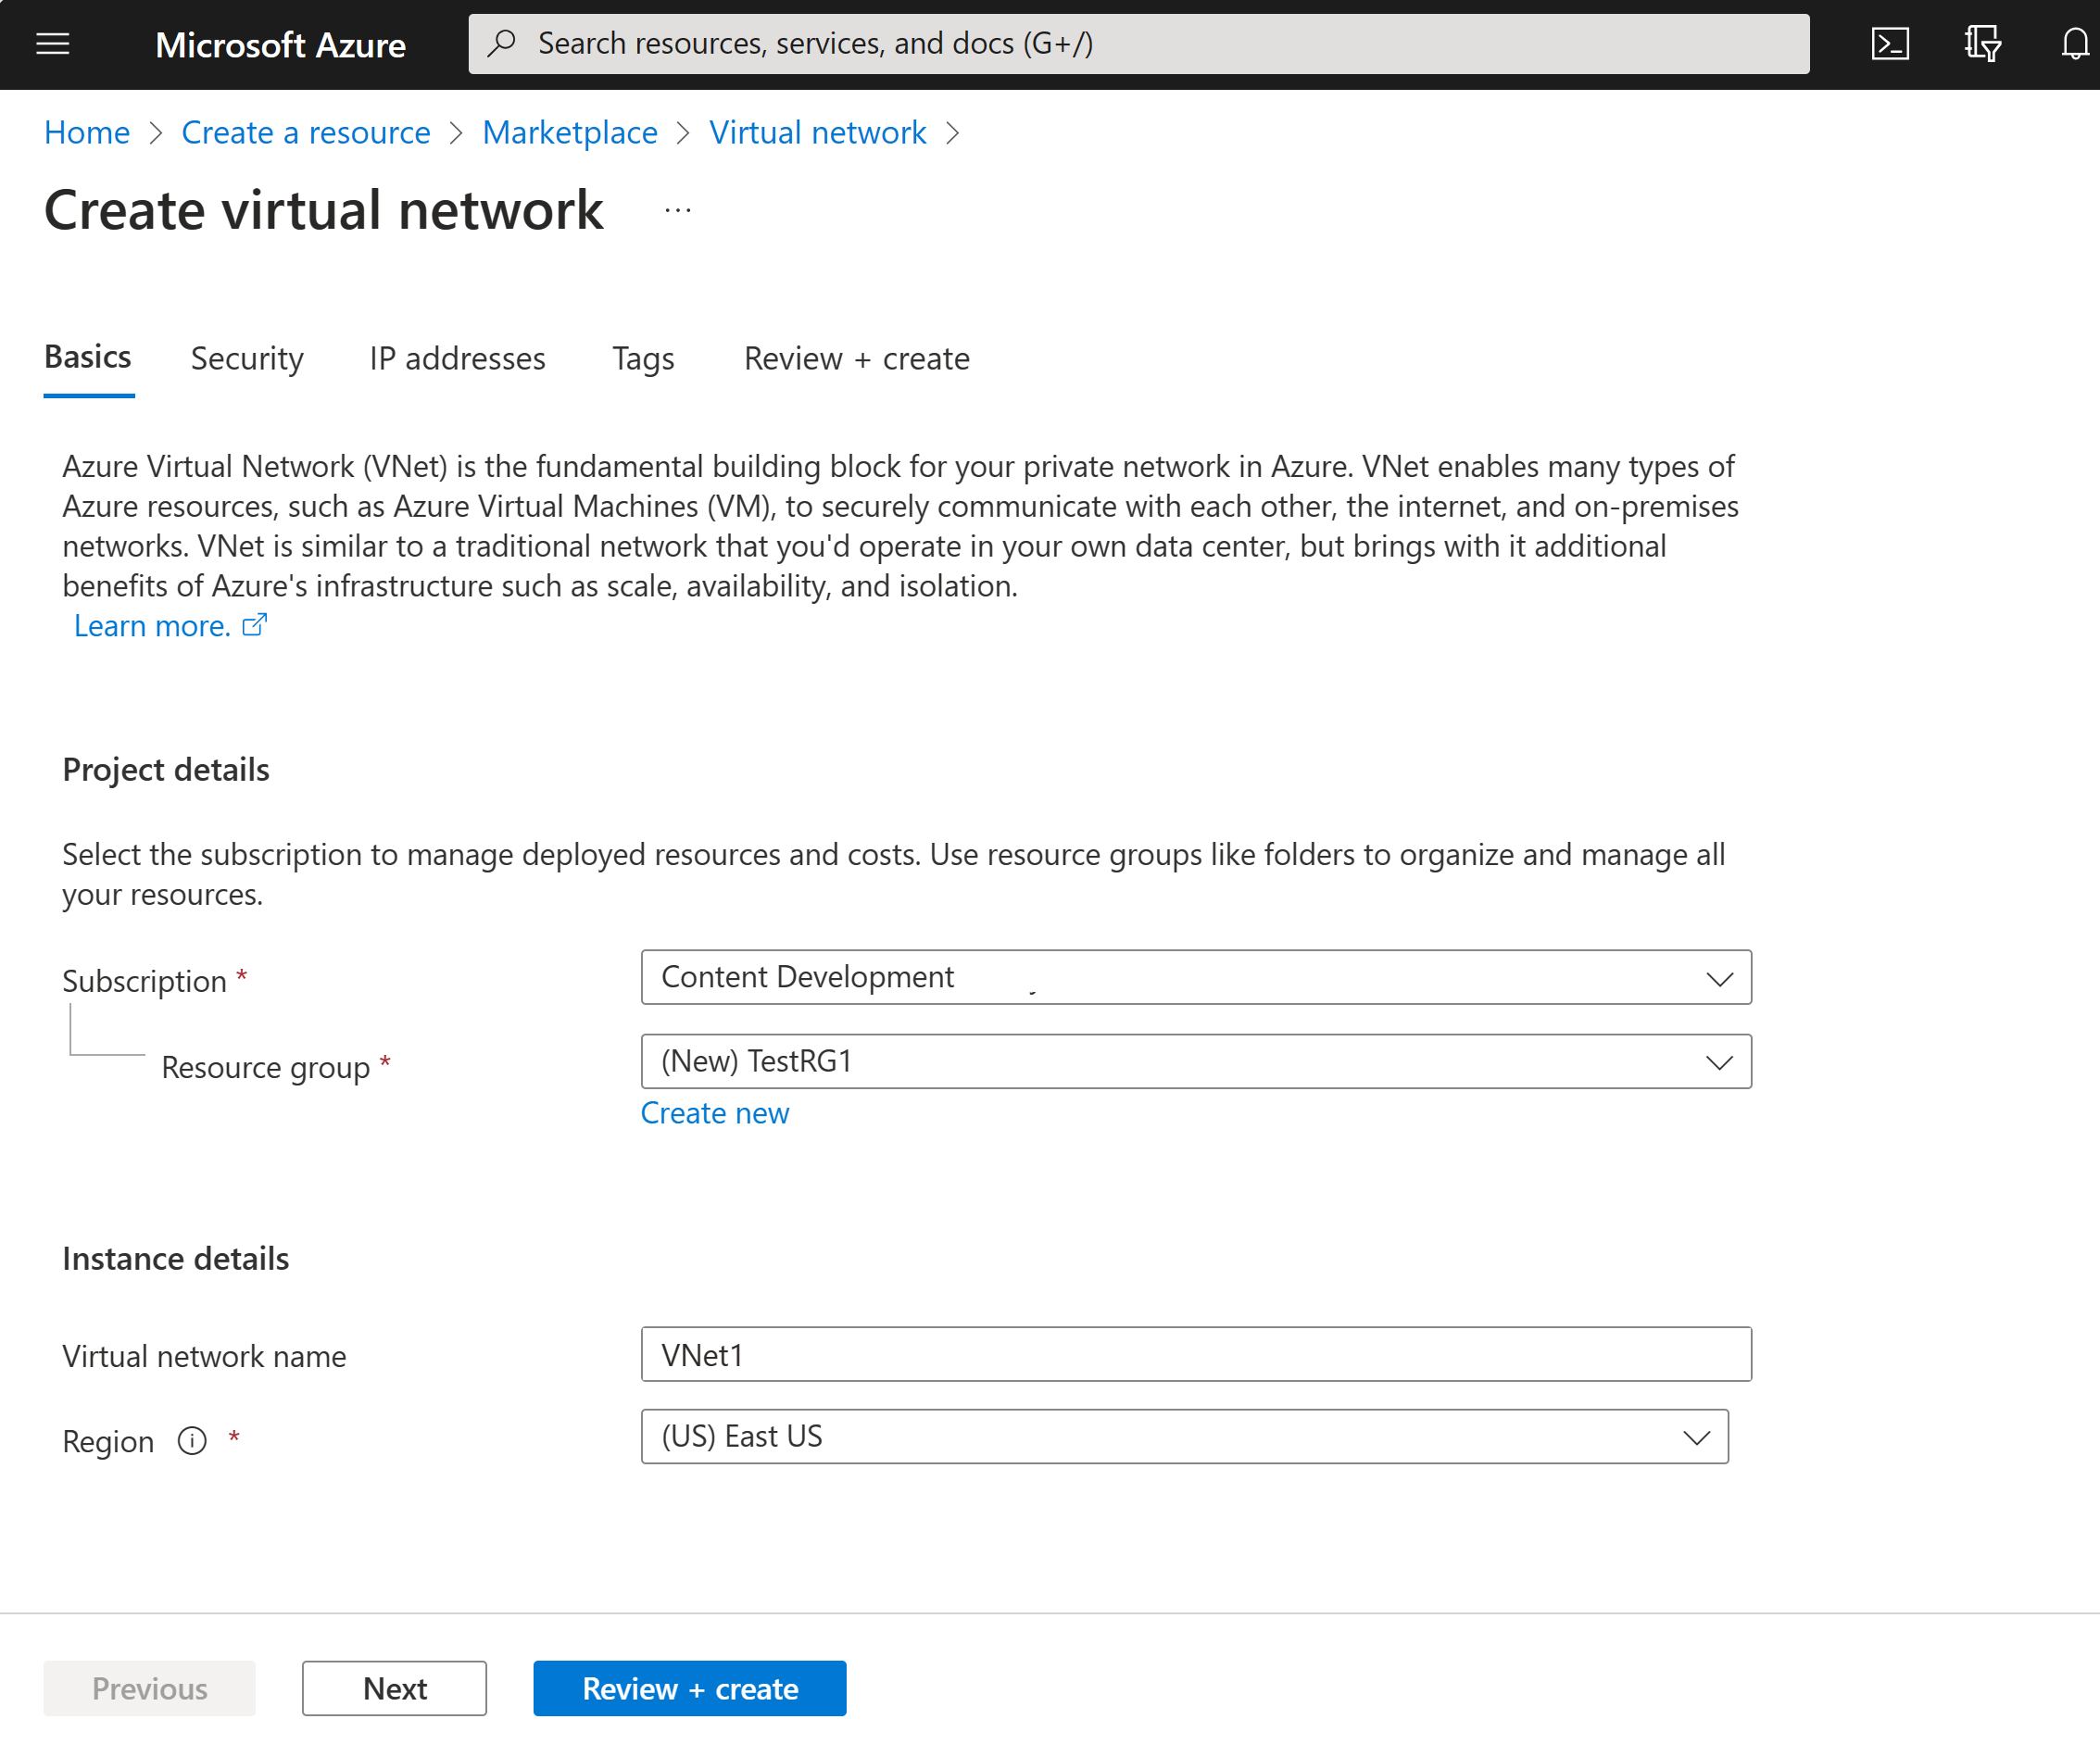 Microsoft Azure
Search resources, services, and docs (G+/)
Home > Create a resource > Marketplace > Virtual network >
Create virtual network ...
Basics Security IP addresses Tags Review + create
Azure Virtual Network (VNet) is the fundamental building block for your private network in Azure. VNet enables many types of
Azure resources, such as Azure Virtual Machines (VM), to securely communicate with each other, the internet, and on-premises
networks. VNet is similar to a traditional network that you'd operate in your own data center, but brings with it additional
benefits of Azure's infrastructure such as scale, availability, and isolation.
Learn more.
Project details
Select the subscription to manage deployed resources and costs. Use resource groups like folders to organize and manage all
your resources.
Subscription * Content Development
Resource group * (New) TestRG1
Create new
Instance details
Virtual network name VNet1
Region * (US) East US
Previous Next Review + create